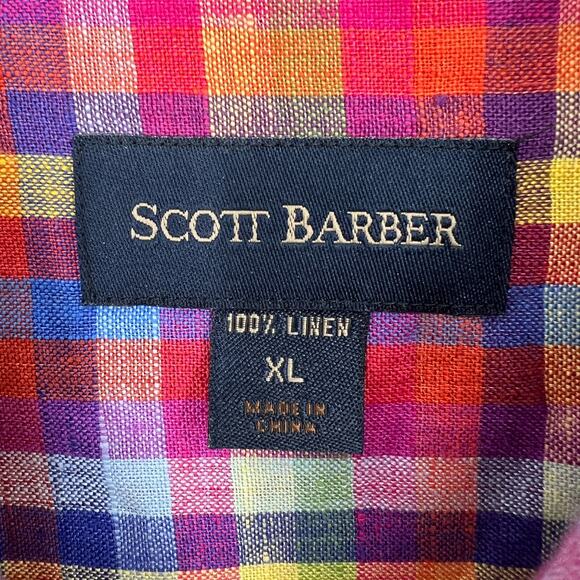 SCOTT BARBER
100% LINEN
XL
MADE IN
CHINA